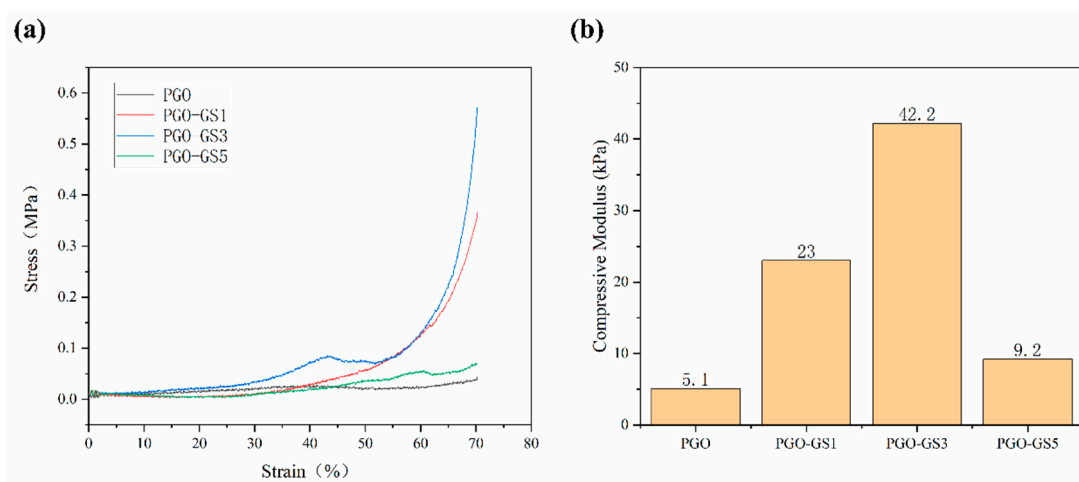 (a)
0.6
0.5
0.4
0.3
0.2
0.1
0.0
Stress（MPa）
PGO
PGO-GS1
PGO-GS3
PGO-GS5
0 10 20 30 40 50 60 70 80
Strain（%）
(b)
50
40
30
20
10
0
Compressive Modulus (kPa)
5.1
23
42.2
9.2
PGO PGO-GS1 PGO-GS3 PGO-GS5